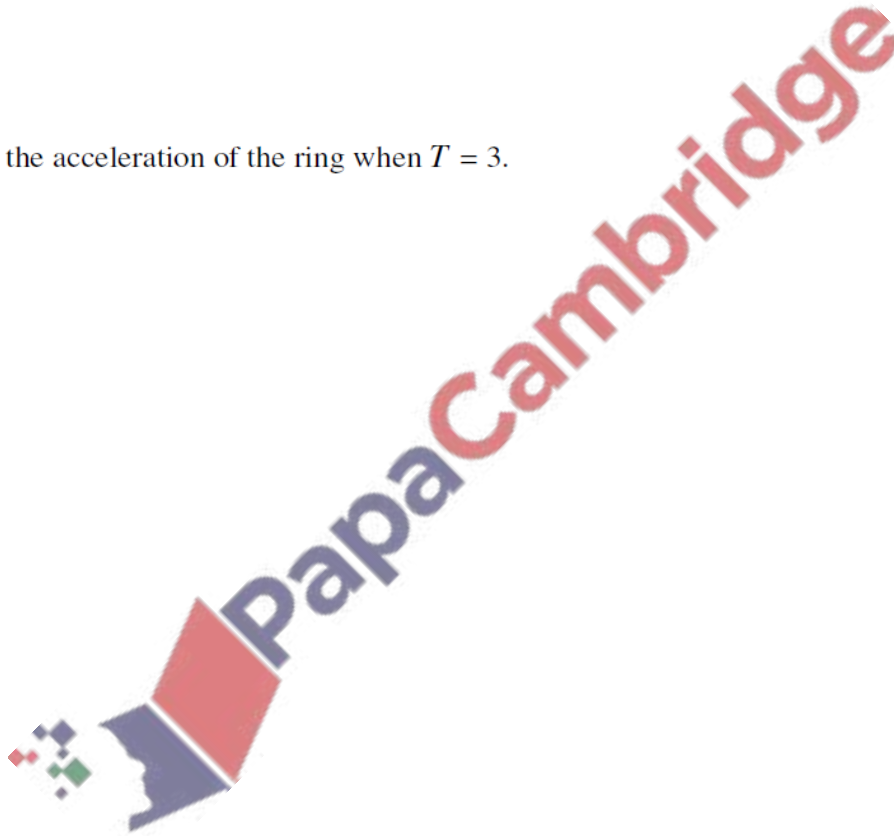 the acceleration of the ring when T = 3.
PapaCambridge